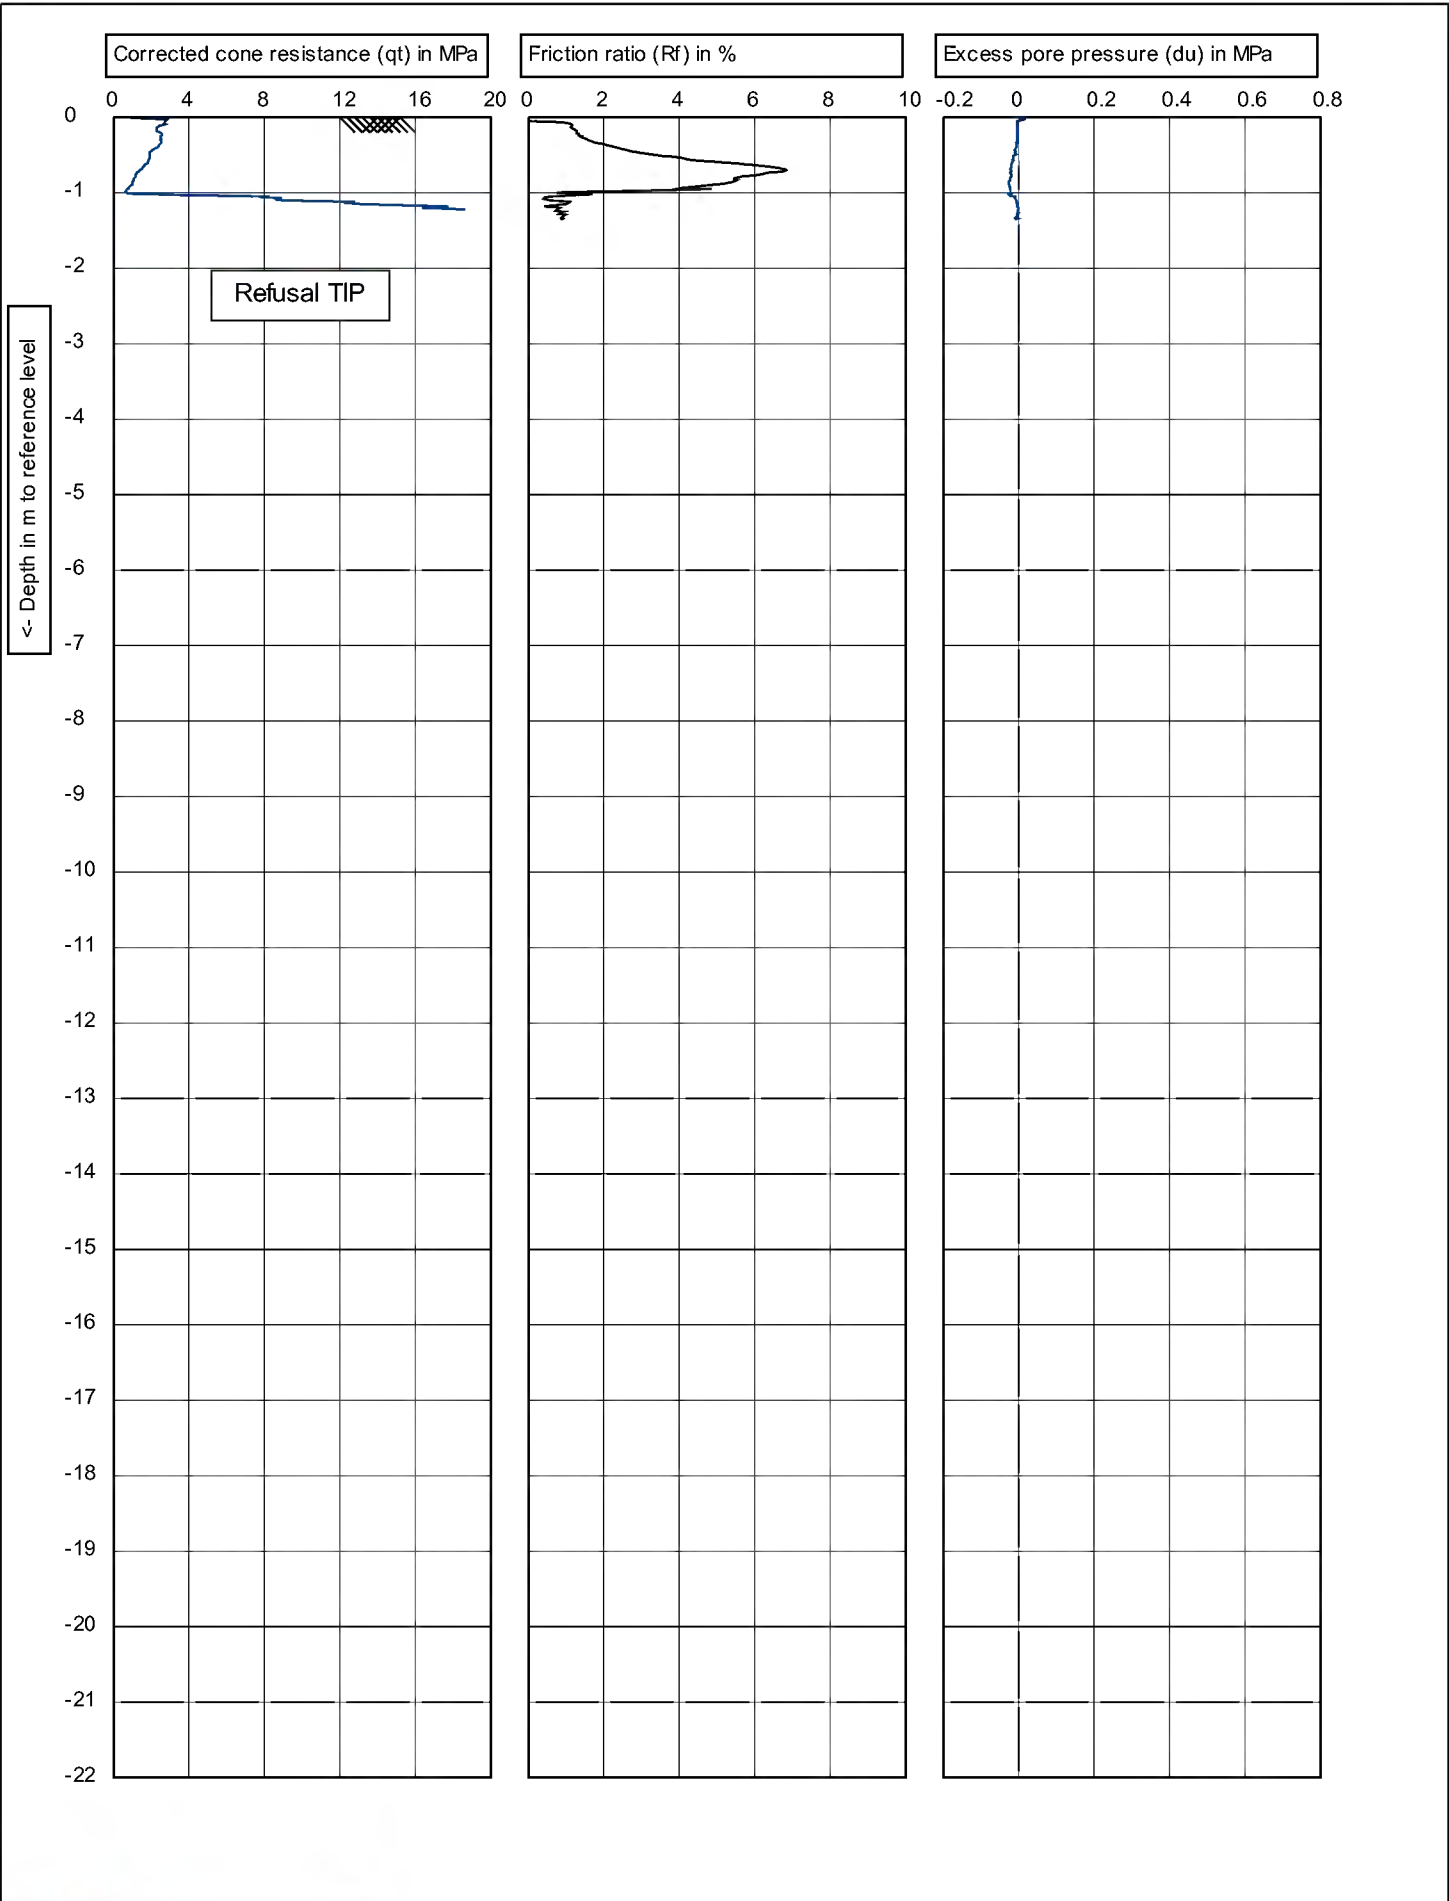 Corrected cone resistance (qt) in MPa
Friction ratio (Rf) in %
Excess pore pressure (du) in MPa
0 4 8 12 16 20
0 2 4 6 8 10
-0.2 0 0.2 0.4 0.6 0.8
0
-1
-2
Refusal TIP
<- Depth in m to reference level
-3
-4
-5
-6
-7
-8
-9
-10
-11
-12
-13
-14
-15
-16
-17
-18
-19
-20
-21
-22